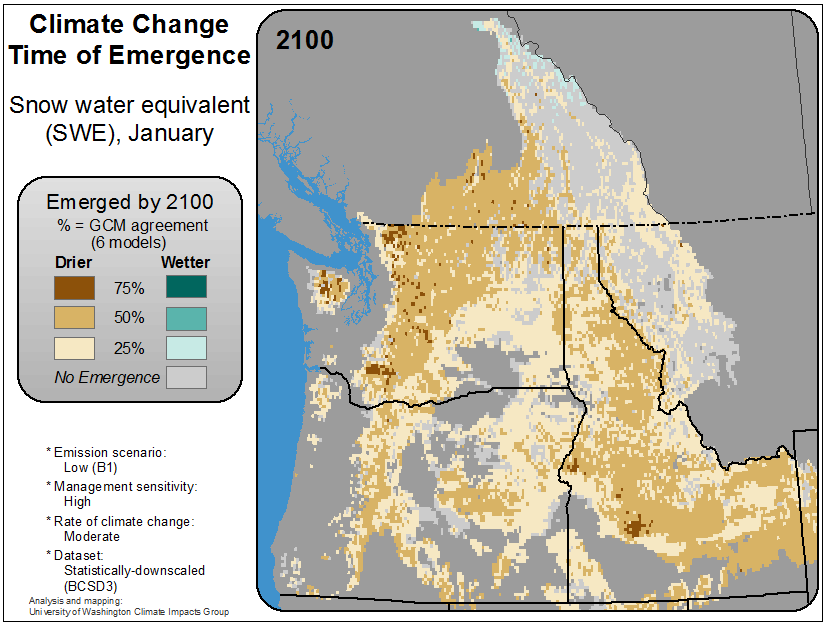 Climate Change
Time of Emergence
Snow water equivalent
(SWE), January
Emerged by 2100
% = GCM agreement
(6 models)
Drier Wetter
75%
50%
25%
No Emergence
* Emission scenario:
Low (B1)
* Management sensitivity:
High
* Rate of climate change:
Moderate
* Dataset:
Statistically-downscaled
(BCSD3)
Analysis and mapping:
University of Washington Climate Impacts Group
2100